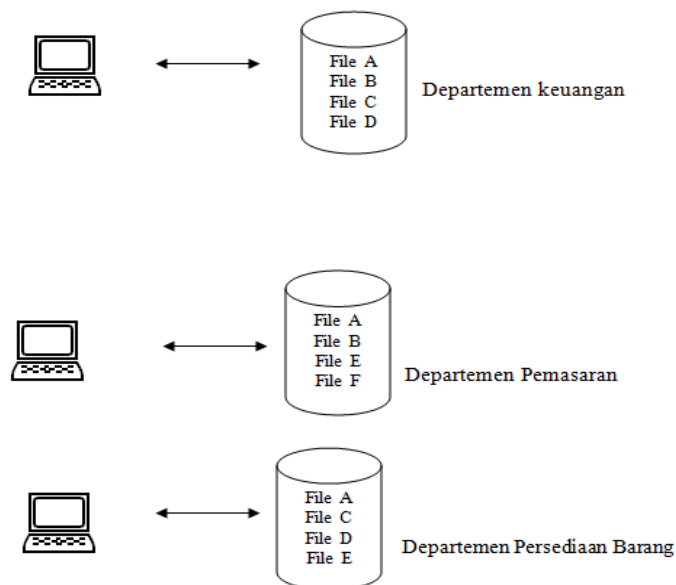 File A
File B
File C
File D
Departemen keuangan
File A
File B
File E
File F
Departemen Pemasaran
File A
File C
File D
File E
Departemen Persediaan Barang